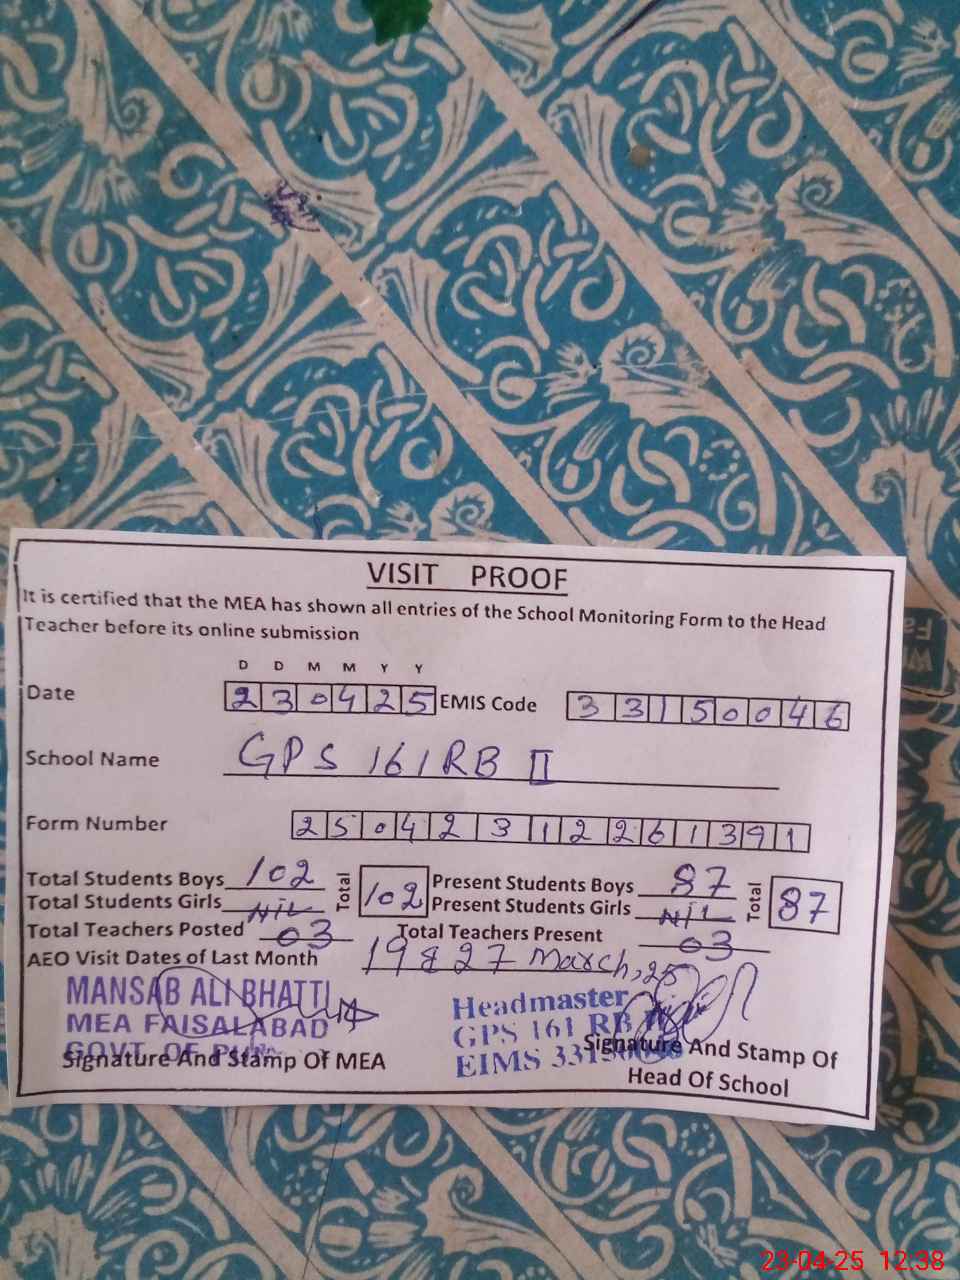 VISIT PROOF
It is certified that the MEA has shown all entries of the School Monitoring Form to the Head
Teacher before its online submission
D D M M Y Y
Date 230425 EMIS Code 33150046
School Name GPS 161 RB II
Form Number 25042312261391
Total Students Boys 102 Total 102 Present Students Boys 87 Total 87
Total Students Girls Nil Present Students Girls Nil
Total Teachers Posted 03 Total Teachers Present 03
AEO Visit Dates of Last Month 19 & 27 March, 25
MANSAB ALI BHATTI Headmaster
MEA FAISALABAD GPS 161 RB
GOVT. OF EIMS
Signature And Stamp Of MEA Signature And Stamp Of
Head Of School
23-04-25 12:38